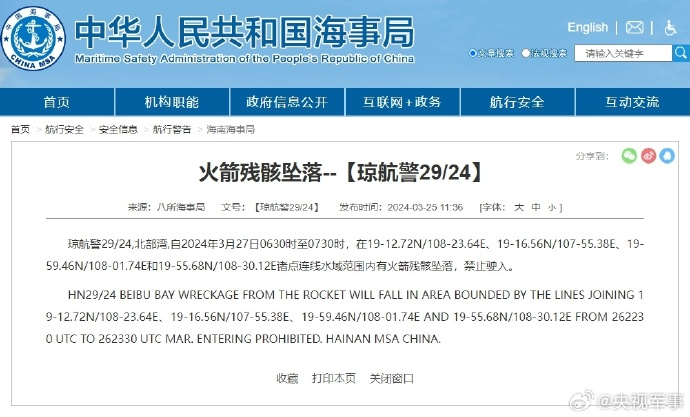 中华人民共和国海事局
Maritime Safety Administration of the People's Republic of China
CHINA MSA
English
文章搜索 法规搜索 请输入关键字
首页 机构职能 政府信息公开 互联网+政务 航行安全 互动交流
首页 > 航行安全 > 安全信息 > 航行警告 > 海南海事局
分享到：
火箭残骸坠落--【琼航警29/24】
来源：八所海事局 文号：【琼航警29/24】 发布时间：2024-03-25 11:36 [字体： 大 中 小]
琼航警29/24,北部湾,自2024年3月27日0630时至0730时，在19-12.72N/108-23.64E、19-16.56N/107-55.38E、19-
59.46N/108-01.74E和19-55.68N/108-30.12E诸点连线水域范围内有火箭残骸坠落，禁止驶入。
HN29/24 BEIBU BAY WRECKAGE FROM THE ROCKET WILL FALL IN AREA BOUNDED BY THE LINES JOINING 1
9-12.72N/108-23.64E、19-16.56N/107-55.38E、19-59.46N/108-01.74E AND 19-55.68N/108-30.12E FROM 26223
0 UTC TO 262330 UTC MAR. ENTERING PROHIBITED. HAINAN MSA CHINA.
收藏 打印本页 关闭窗口
@央视军事